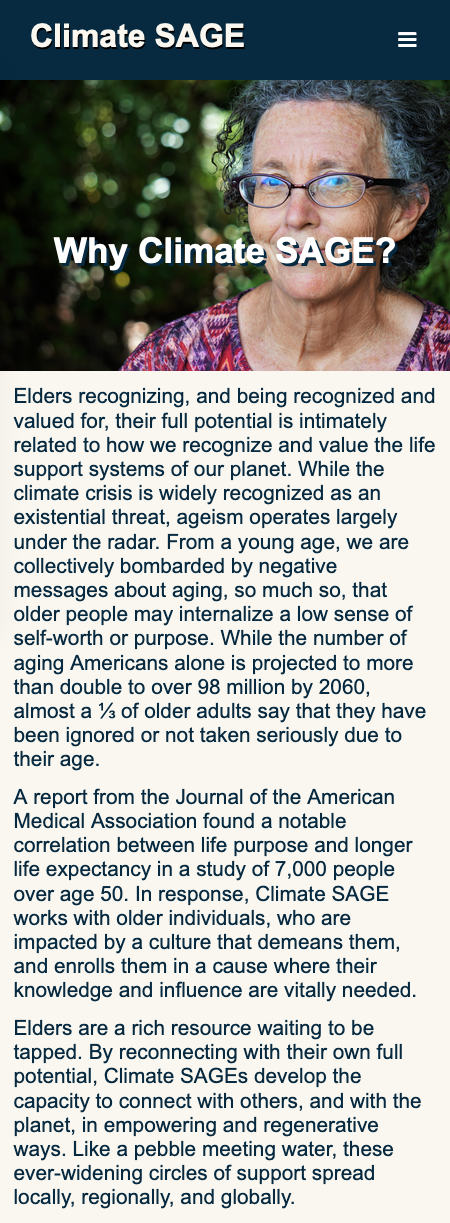 Climate SAGE
Why Climate SAGE?
Elders recognizing, and being recognized and
valued for, their full potential is intimately
related to how we recognize and value the life
support systems of our planet. While the
climate crisis is widely recognized as an
existential threat, ageism operates largely
under the radar. From a young age, we are
collectively bombarded by negative
messages about aging, so much so, that
older people may internalize a low sense of
self-worth or purpose. While the number of
aging Americans alone is projected to more
than double to over 98 million by 2060,
almost a ⅓ of older adults say that they have
been ignored or not taken seriously due to
their age.
A report from the Journal of the American
Medical Association found a notable
correlation between life purpose and longer
life expectancy in a study of 7,000 people
over age 50. In response, Climate SAGE
works with older individuals, who are
impacted by a culture that demeans them,
and enrolls them in a cause where their
knowledge and influence are vitally needed.
Elders are a rich resource waiting to be
tapped. By reconnecting with their own full
potential, Climate SAGEs develop the
capacity to connect with others, and with the
planet, in empowering and regenerative
ways. Like a pebble meeting water, these
ever-widening circles of support spread
locally, regionally, and globally.